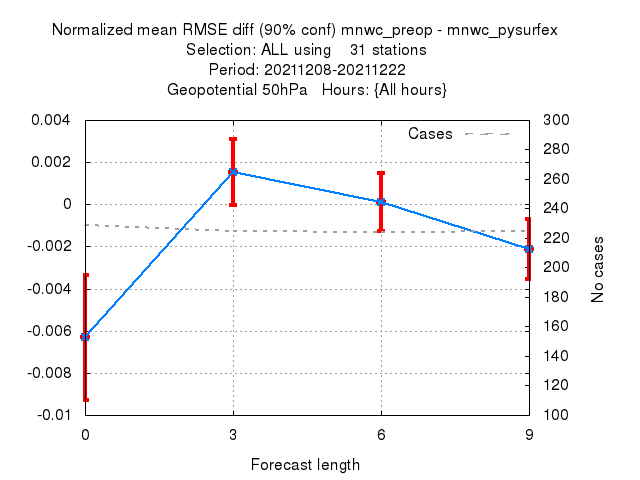 Normalized mean RMSE diff (90% conf) mnwc_preop - mnwc_pysurfex
Selection: ALL using    31 stations
Period: 20211208-20211222
Geopotential 50hPa   Hours: {All hours}
Cases
0.004
0.002
0
-0.002
-0.004
-0.006
-0.008
-0.01
300
280
260
240
220
200
180
160
140
120
100
No cases
0 3 6 9
Forecast length